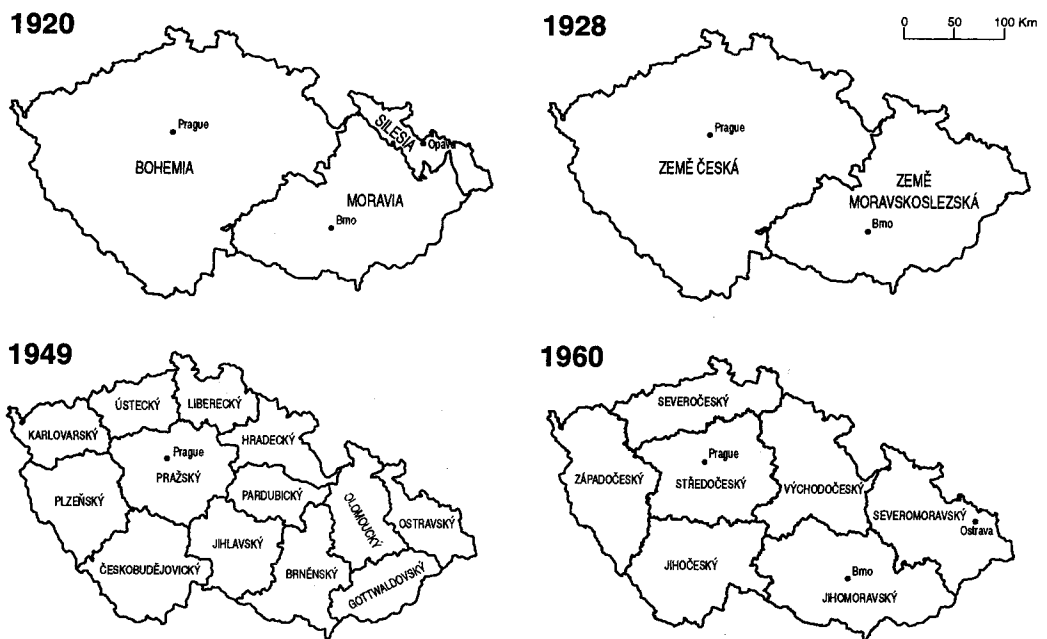 1920
Prague
BOHEMIA
SILESIA
Opava
MORAVIA
Brno
1928
0 50 100 Km
Prague
ZEMĚ ČESKÁ
ZEMĚ
MORAVSKOSLEZSKÁ
Brno
1949
ÚSTECKÝ
LIBERECKÝ
KARLOVARSKÝ
HRADECKÝ
Prague
PRAŽSKÝ
PLZEŇSKÝ
PARDUBICKÝ
OLOMOUCKÝ
OSTRAVSKÝ
JIHLAVSKÝ
ČESKOBUDĚJOVICKÝ
BRNĚNSKÝ
GOTTWALDOVSKÝ
1960
SEVEROČESKÝ
Prague
ZÁPADOČESKÝ
STŘEDOČESKÝ
VÝCHODOČESKÝ
SEVEROMORAVSKÝ
Ostrava
JIHOČESKÝ
Brno
JIHOMORAVSKÝ